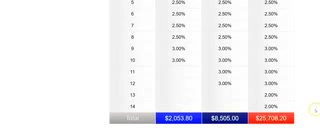 5 2.50% 2.50% 2.50%
6 2.50% 2.50% 2.50%
7 2.50% 2.50% 2.50%
8 2.50% 2.50% 2.50%
9 3.00% 3.00% 3.00%
10 3.00% 3.00% 3.00%
11 3.00% 3.00%
12 3.00% 3.00%
13 2.00%
14 2.00%
Total $2,053.80 $8,505.00 $25,708.20